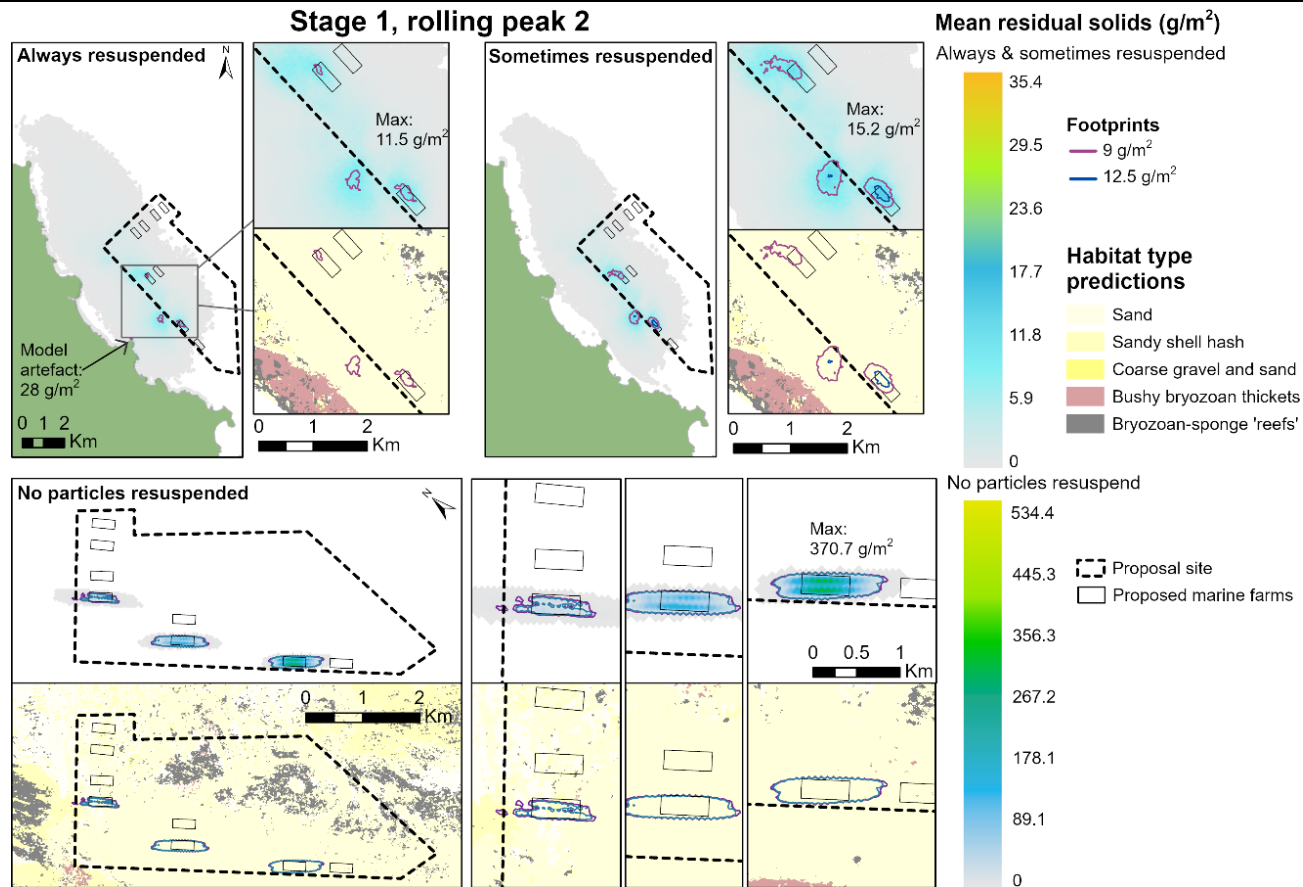 Stage 1, rolling peak 2
Always resuspended
N
Max:
11.5 g/m²
Model
artefact:
28 g/m²
0 1 2
Km
0 1 2
Km
Sometimes resuspended
Max:
15.2 g/m²
0 1 2
Km
Mean residual solids (g/m²)
Always & sometimes resuspended
35.4
29.5
23.6
17.7
11.8
5.9
0
Footprints
9 g/m²
12.5 g/m²
Habitat type
predictions
Sand
Sandy shell hash
Coarse gravel and sand
Bushy bryozoan thickets
Bryozoan-sponge 'reefs'
No particles resuspended
N
0 1 2
Km
Max:
370.7 g/m²
0 0.5 1
Km
No particles resuspend
534.4
445.3
356.3
267.2
178.1
89.1
0
Proposal site
Proposed marine farms